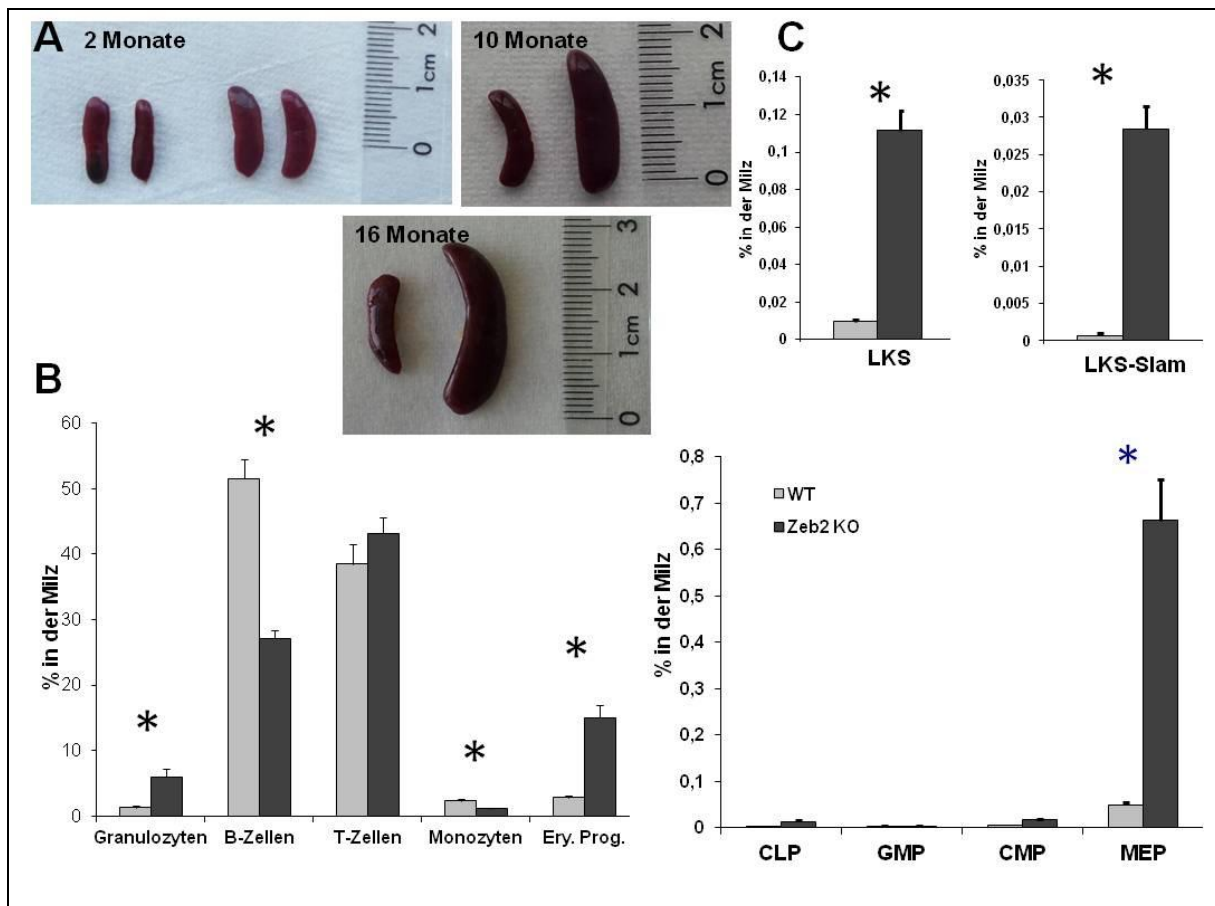 A
2 Monate
2
1cm
0
10 Monate
2
1cm
0
16 Monate
3
2
1cm
0
B
% in der Milz
60
50
40
30
20
10
0
*
*
*
*
Granulozyten B-Zellen T-Zellen Monozyten Ery. Prog.
C
% in der Milz
0,14
0,12
0,1
0,08
0,06
0,04
0,02
0
*
LKS
% in der Milz
0,035
0,03
0,025
0,02
0,015
0,01
0,005
0
*
LKS-Slam
% in der Milz
0,8
0,7
0,6
0,5
0,4
0,3
0,2
0,1
0
WT
Zeb2 KO
*
CLP GMP CMP MEP